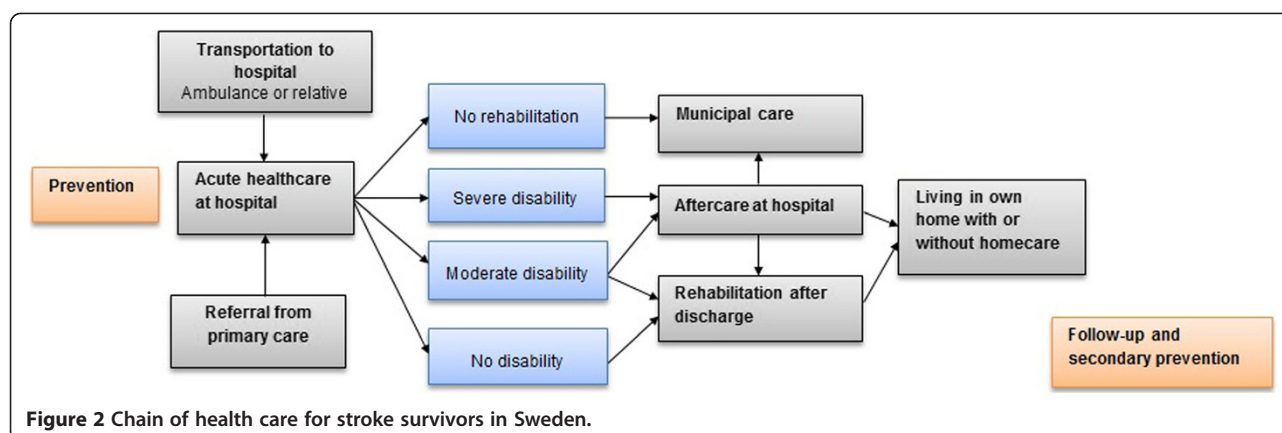 Transportation to
hospital
Ambulance or relative
Prevention
Acute healthcare
at hospital
Referral from
primary care
No rehabilitation
Severe disability
Moderate disability
No disability
Municipal care
Aftercare at hospital
Rehabilitation after
discharge
Living in own
home with or
without homecare
Follow-up and
secondary prevention
Figure 2 Chain of health care for stroke survivors in Sweden.